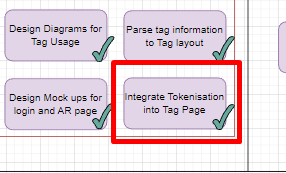 Design Diagrams for
Tag Usage
Parse tag information
to Tag layout
Design Mock ups for
login and AR page
Integrate Tokenisation
into Tag Page